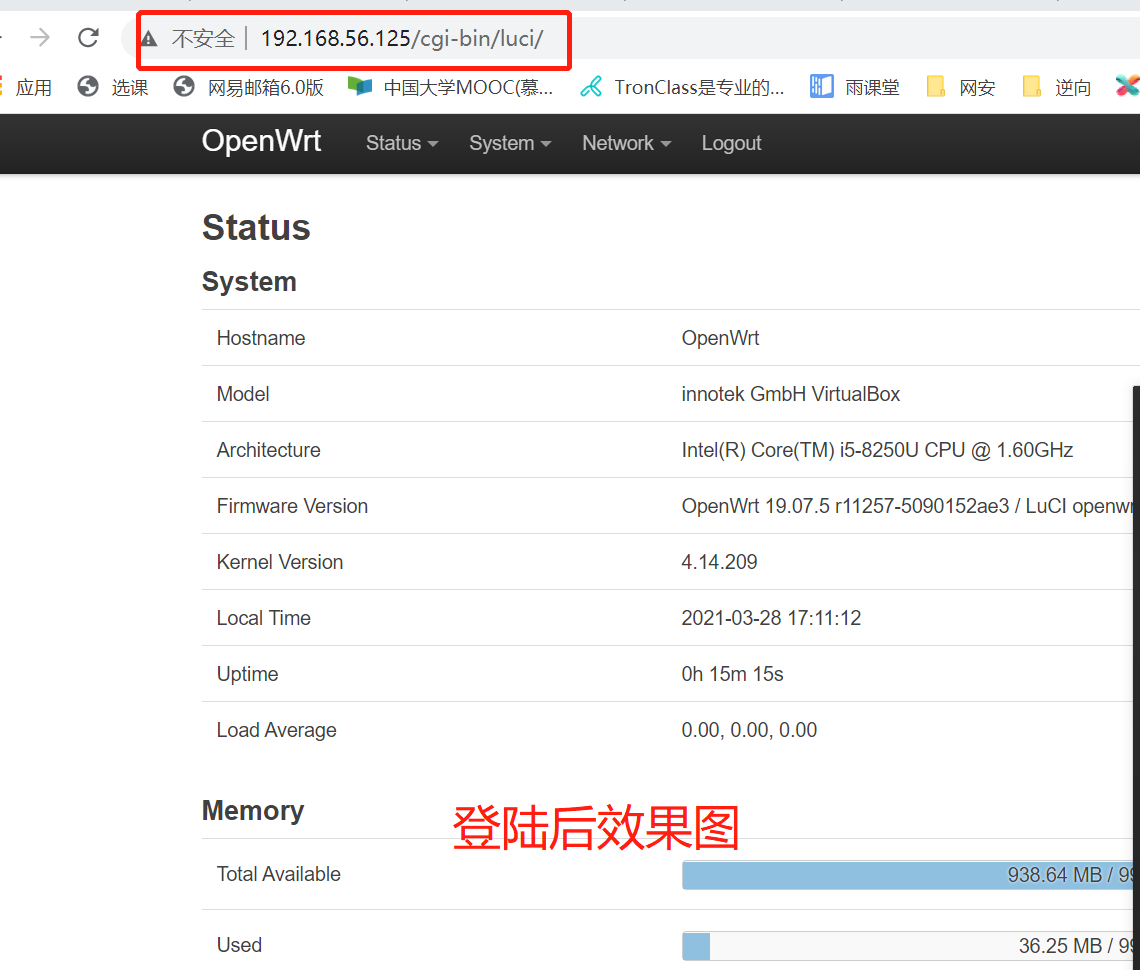 不安全 192.168.56.125/cgi-bin/luci/
应用 选课 网易邮箱6.0版 中国大学MOOC(慕... TronClass是专业的... 雨课堂 网安 逆向
OpenWrt Status System Network Logout
Status
System
Hostname OpenWrt
Model innotek GmbH VirtualBox
Architecture Intel(R) Core(TM) i5-8250U CPU @ 1.60GHz
Firmware Version OpenWrt 19.07.5 r11257-5090152ae3 / LuCI openw
Kernel Version 4.14.209
Local Time 2021-03-28 17:11:12
Uptime 0h 15m 15s
Load Average 0.00, 0.00, 0.00
Memory
登陆后效果图
Total Available 938.64 MB / 9
Used 36.25 MB / 9